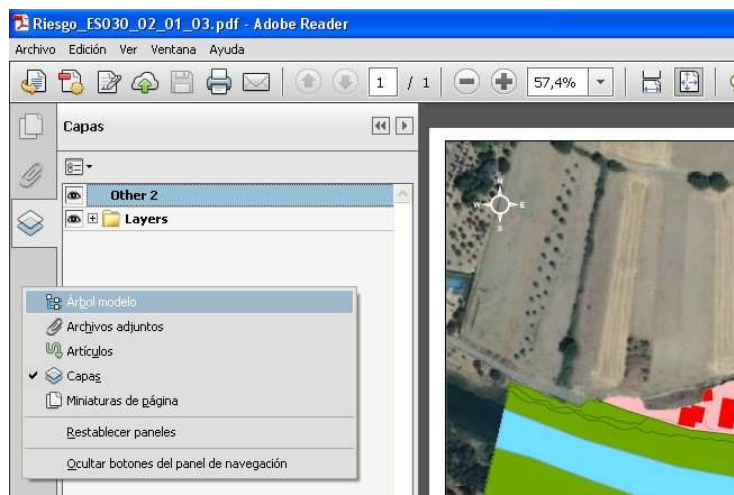 Riesgo_ES030_02_01_03.pdf - Adobe Reader
Archivo Edición Ver Ventana Ayuda
1 / 1 57,4%
Capas
Other 2
Layers
Árbol modelo
Archivos adjuntos
Artículos
Capas
Miniaturas de página
Restablecer paneles
Ocultar botones del panel de navegación
N
W E
S